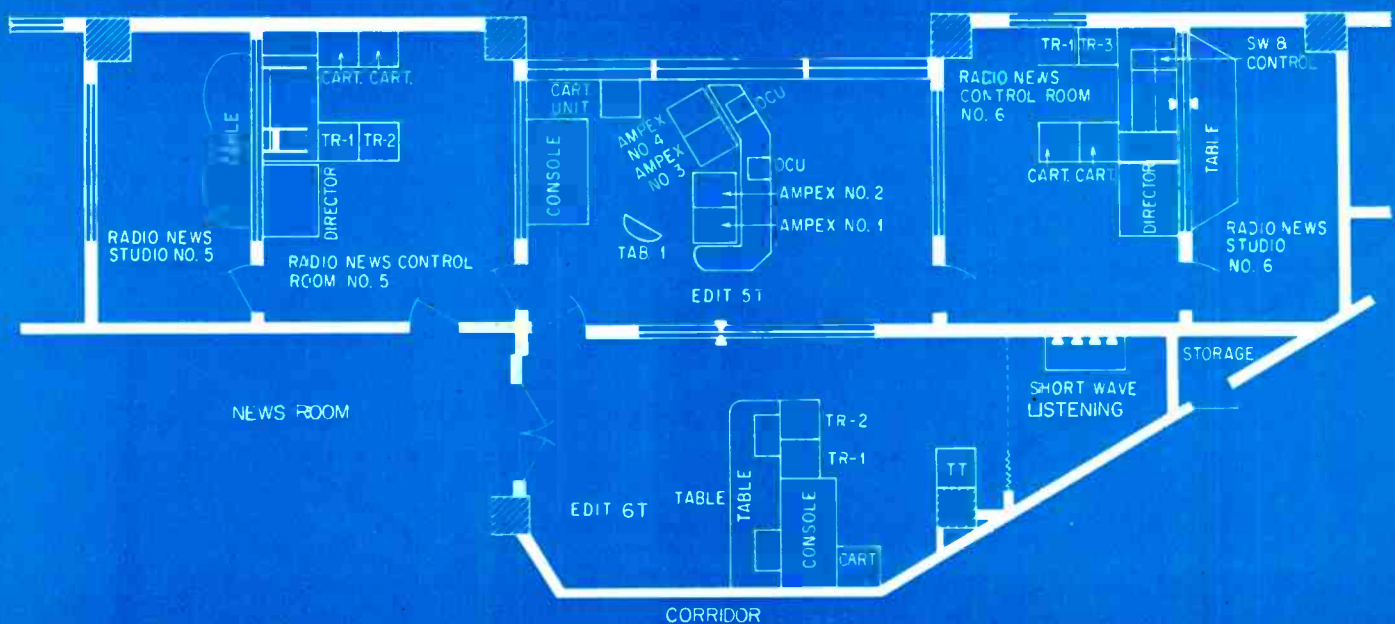 CART. CART.
TABLE
TR-1 TR-2
DIRECTOR
RADIO NEWS
STUDIO NO. 5
RADIO NEWS CONTROL
ROOM NO. 5
CART
UNIT
CONSOLE
AMPEX
NO 4
AMPEX
NO 3
OCU
OCU
AMPEX NO. 2
AMPEX NO. 1
TAB 1
EDIT 5T
RADIO NEWS
CONTROL ROOM
NO. 6
TR-1 TR-3
SW &
CONTROL
CART. CART
DIRECTOR
TABLE
RADIO NEWS
STUDIO
NO. 6
NEWS ROOM
SHORT WAVE
LISTENING
STORAGE
EDIT 6T
TABLE
TABLE
TR-2
TR-1
CONSOLE
CART
TT
CORRIDOR